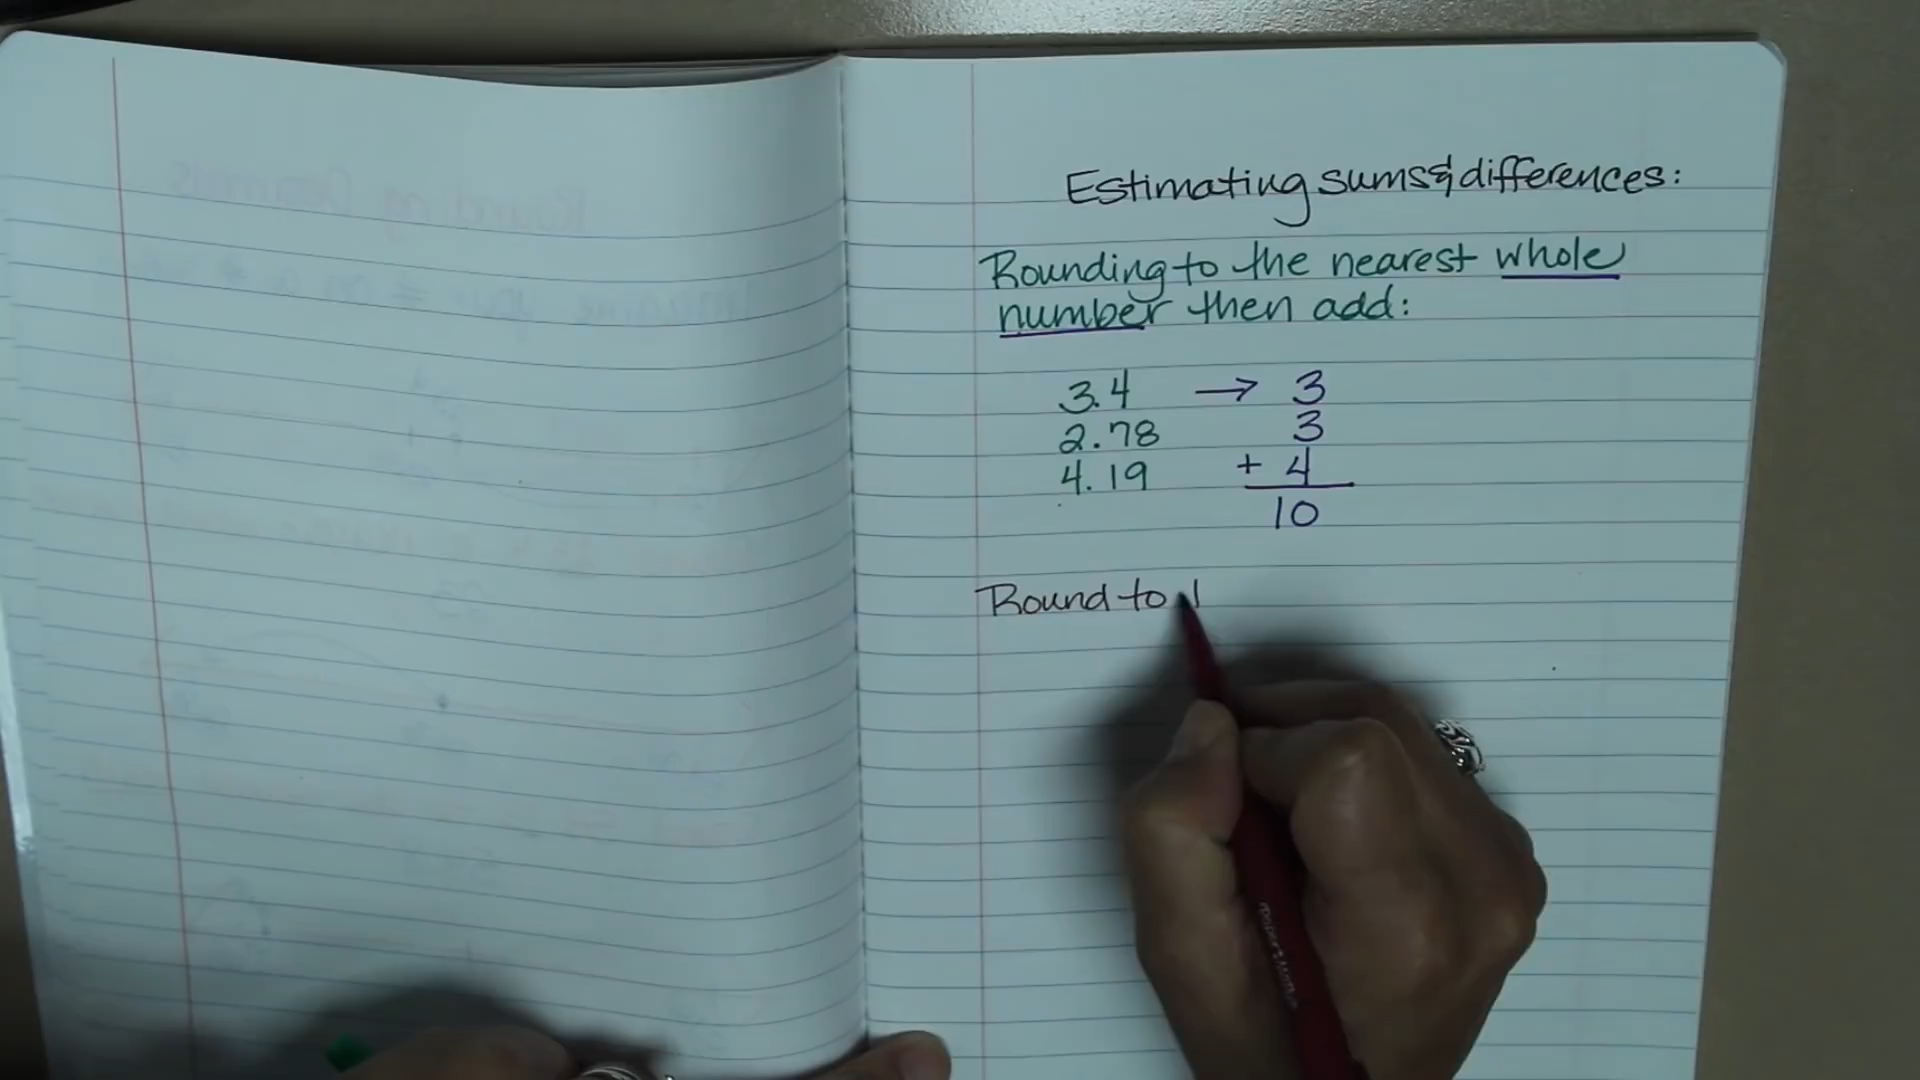 Estimating sums & differences:
Rounding to the nearest whole
number then add:
3.4 → 3
2.78 3
4.19 + 4
10
Round to